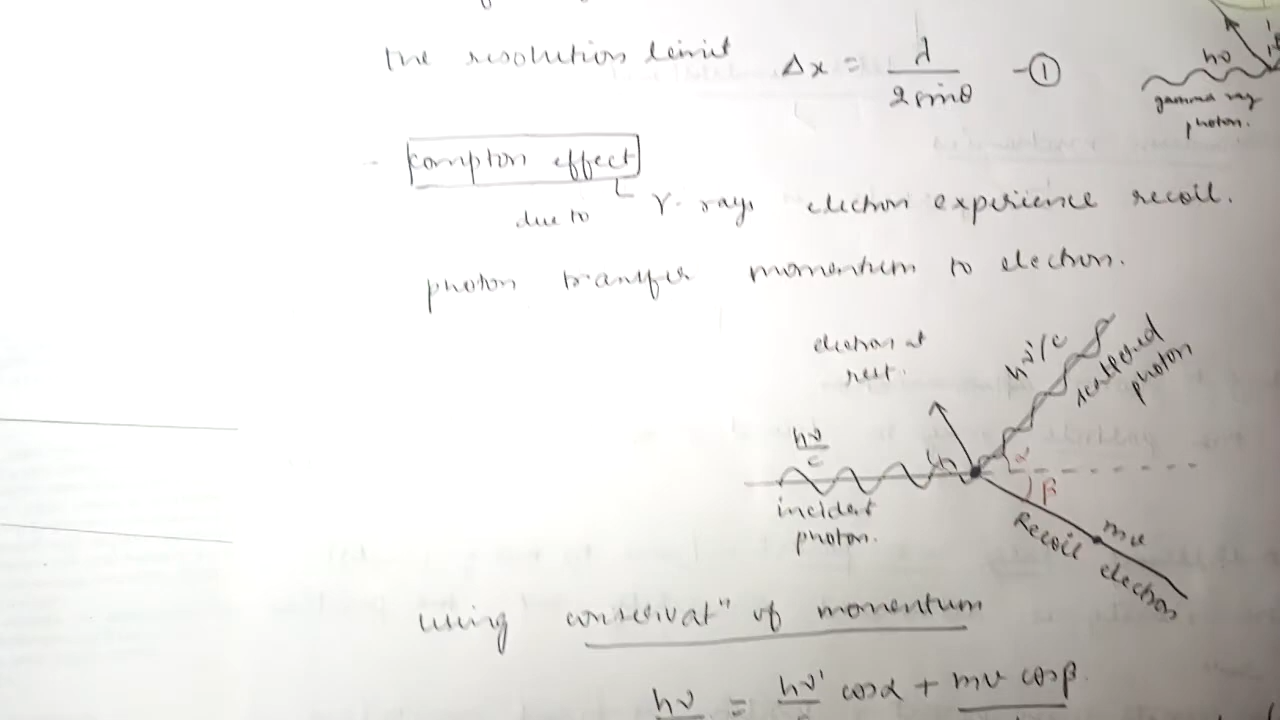 the resolution limit Δx = λ / 2 sinθ -①
hν
gamma ray
photon.
Compton effect
due to γ-rays electron experience recoil.
photon transfer momentum to electron.
electron at
rest.
hν'/c
scattered
photon
hν/c
α
β
incident
photon.
mv
Recoil electron
using conservatⁿ of momentum
hν = hν' cosα + mv cosβ